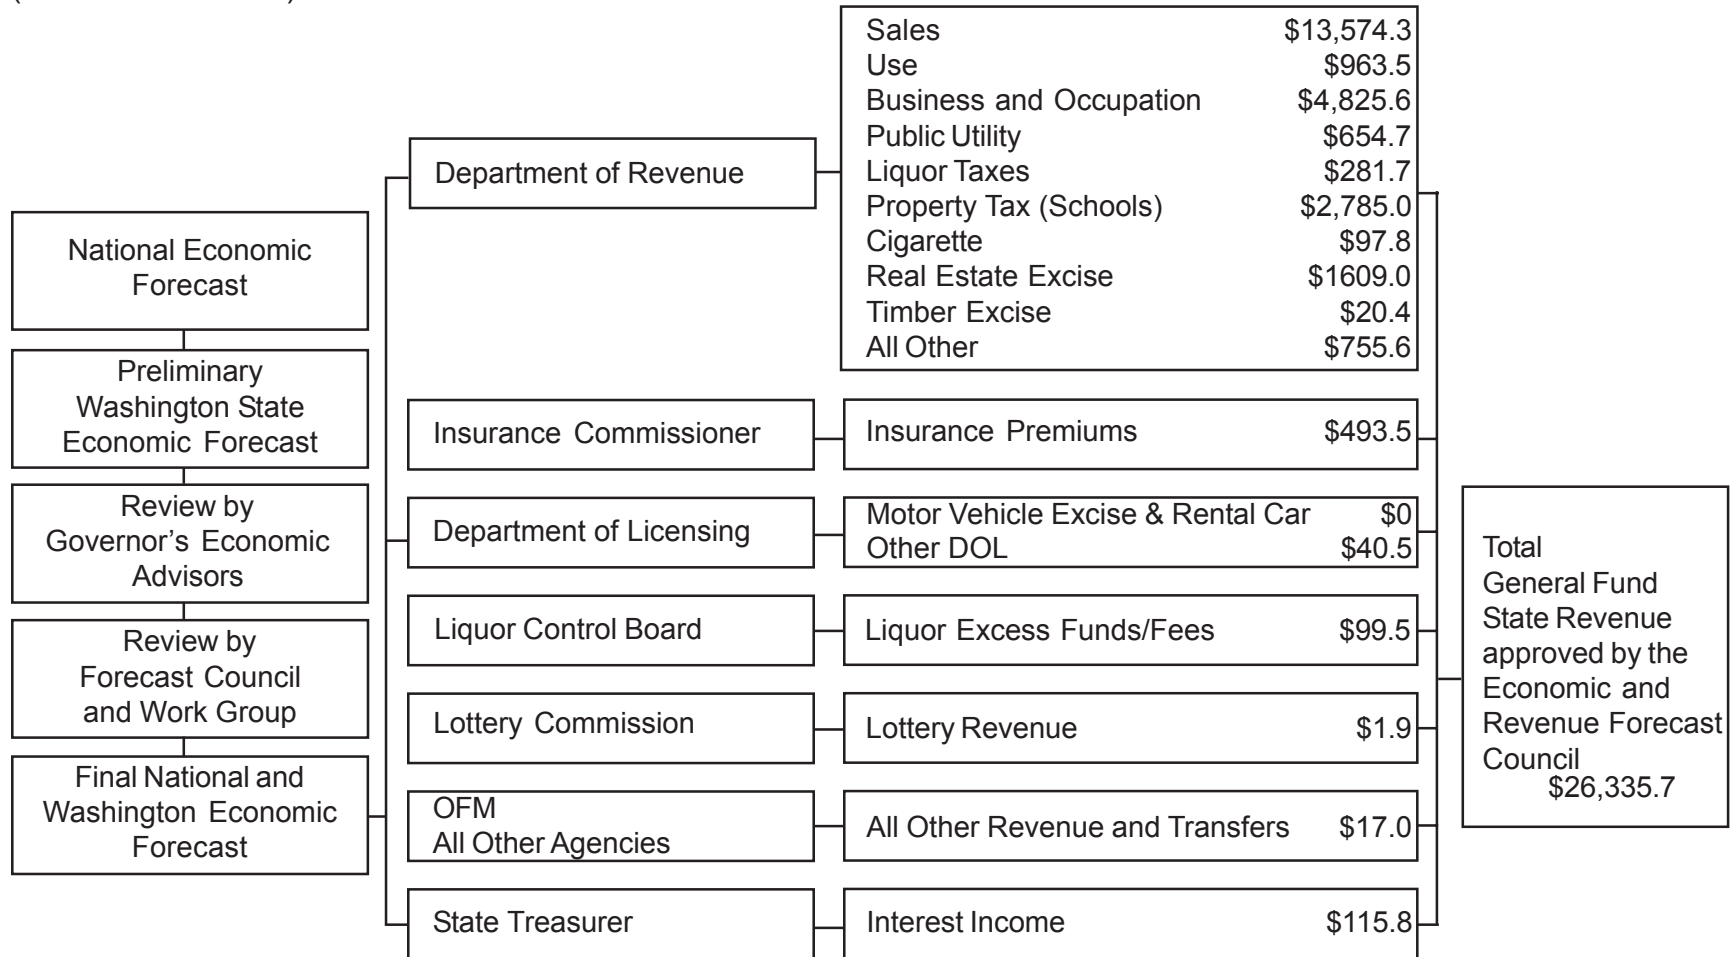 Sales $13,574.3
Use $963.5
Business and Occupation $4,825.6
Public Utility $654.7
Liquor Taxes $281.7
Property Tax (Schools) $2,785.0
Cigarette $97.8
Real Estate Excise $1609.0
Timber Excise $20.4
All Other $755.6
Department of Revenue
National Economic
Forecast
Preliminary
Washington State
Economic Forecast
Review by
Governor’s Economic
Advisors
Review by
Forecast Council
and Work Group
Final National and
Washington Economic
Forecast
Insurance Commissioner
Insurance Premiums $493.5
Department of Licensing
Motor Vehicle Excise & Rental Car $0
Other DOL $40.5
Liquor Control Board
Liquor Excess Funds/Fees $99.5
Lottery Commission
Lottery Revenue $1.9
OFM
All Other Agencies
All Other Revenue and Transfers $17.0
State Treasurer
Interest Income $115.8
Total
General Fund
State Revenue
approved by the
Economic and
Revenue Forecast
Council
$26,335.7